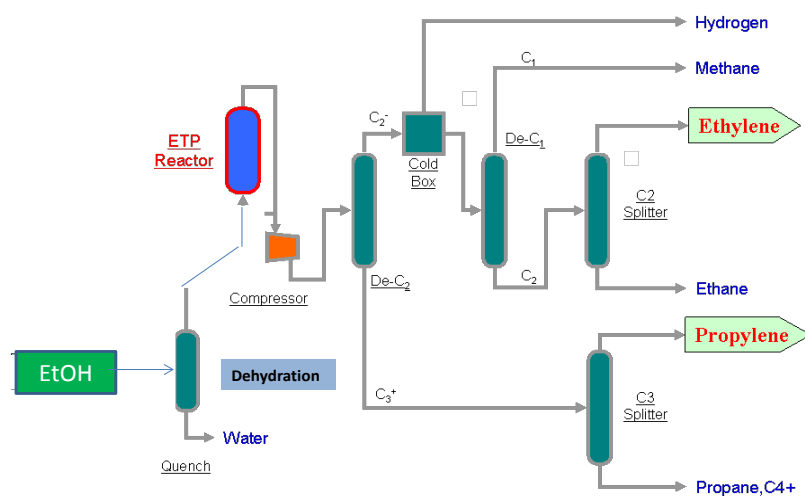 Hydrogen
C1
Methane
C2-
Ethylene
ETP
Reactor
De-C1
Cold
Box
C2
Splitter
C2
De-C2
Ethane
Compressor
Propylene
EtOH
Dehydration
C3+
C3
Splitter
Water
Quench
Propane,C4+